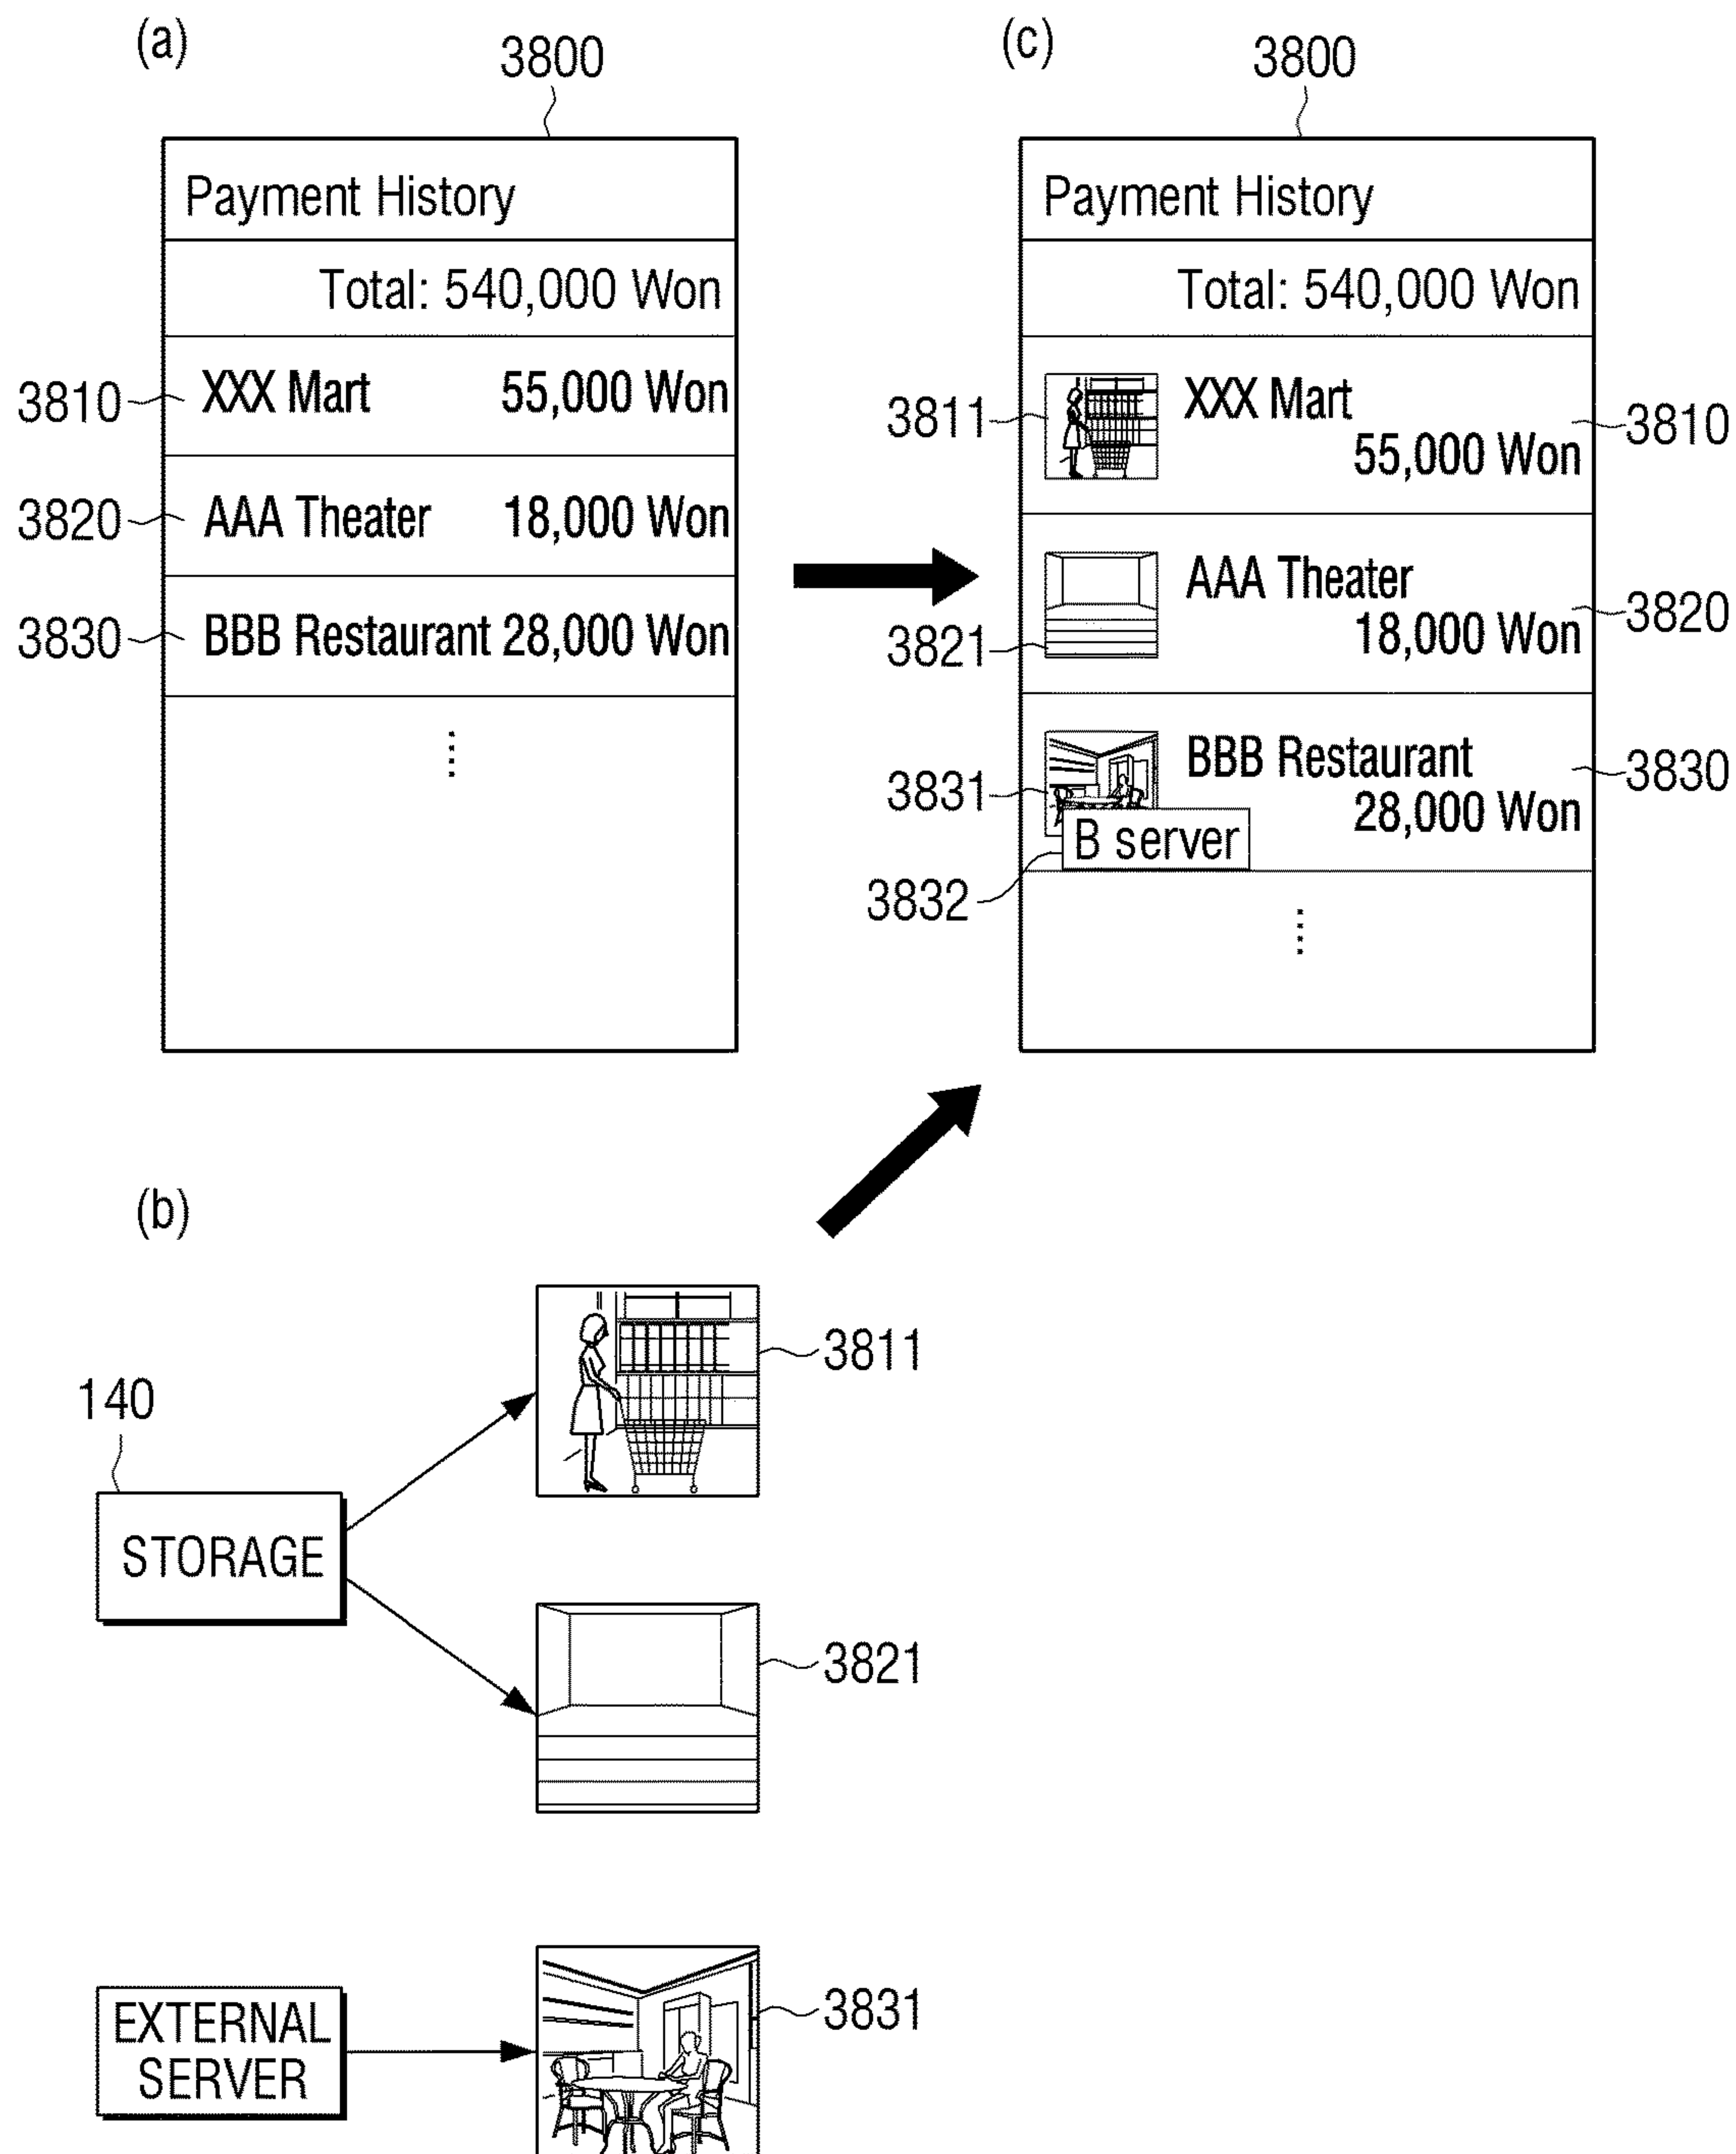 (a)
3800
Payment History
Total: 540,000 Won
3810 XXX Mart 55,000 Won
3820 AAA Theater 18,000 Won
3830 BBB Restaurant 28,000 Won
(c)
3800
Payment History
Total: 540,000 Won
3811 XXX Mart 3810
55,000 Won
AAA Theater
3821 18,000 Won 3820
BBB Restaurant
3831 28,000 Won 3830
B server
3832
(b)
3811
140
STORAGE
3821
EXTERNAL
SERVER
3831